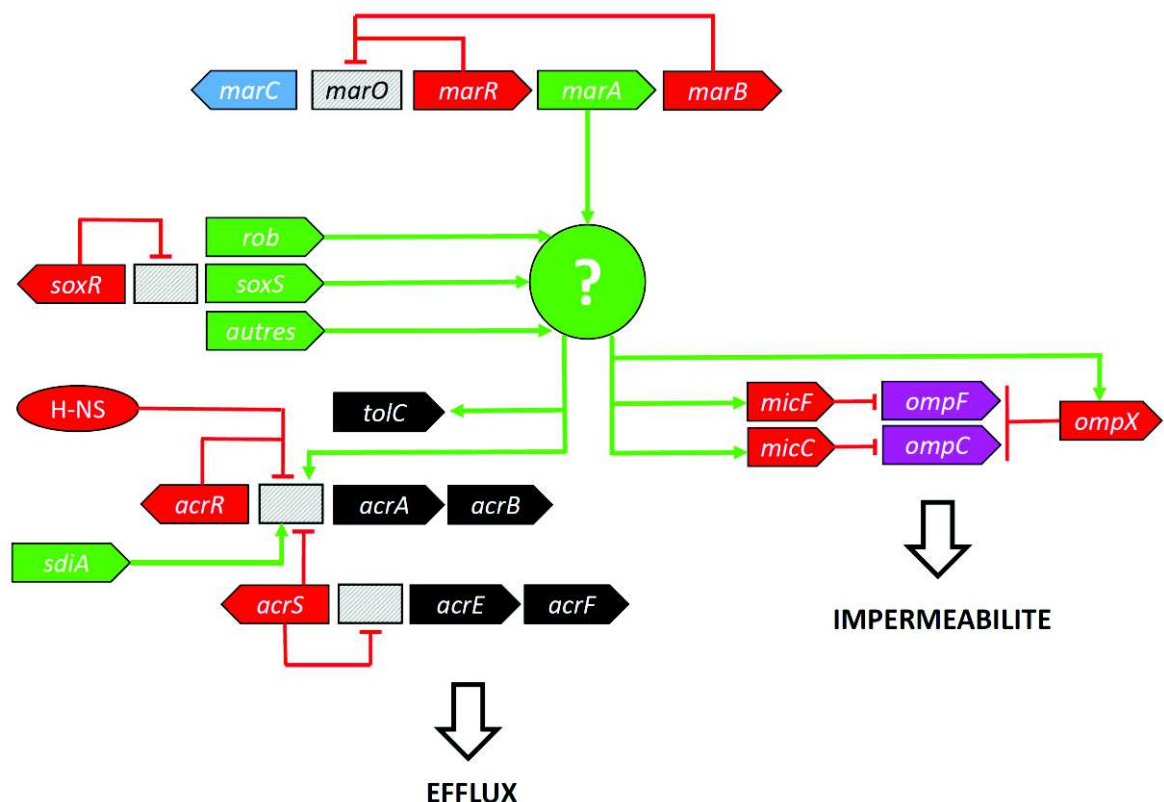 marC marO marR marA marB
rob
soxR soxS
?
autres
H-NS
tolC
micF ompF
ompX
micC ompC
acrR acrA acrB
sdiA
acrS acrE acrF
IMPERMEABILITE
EFFLUX